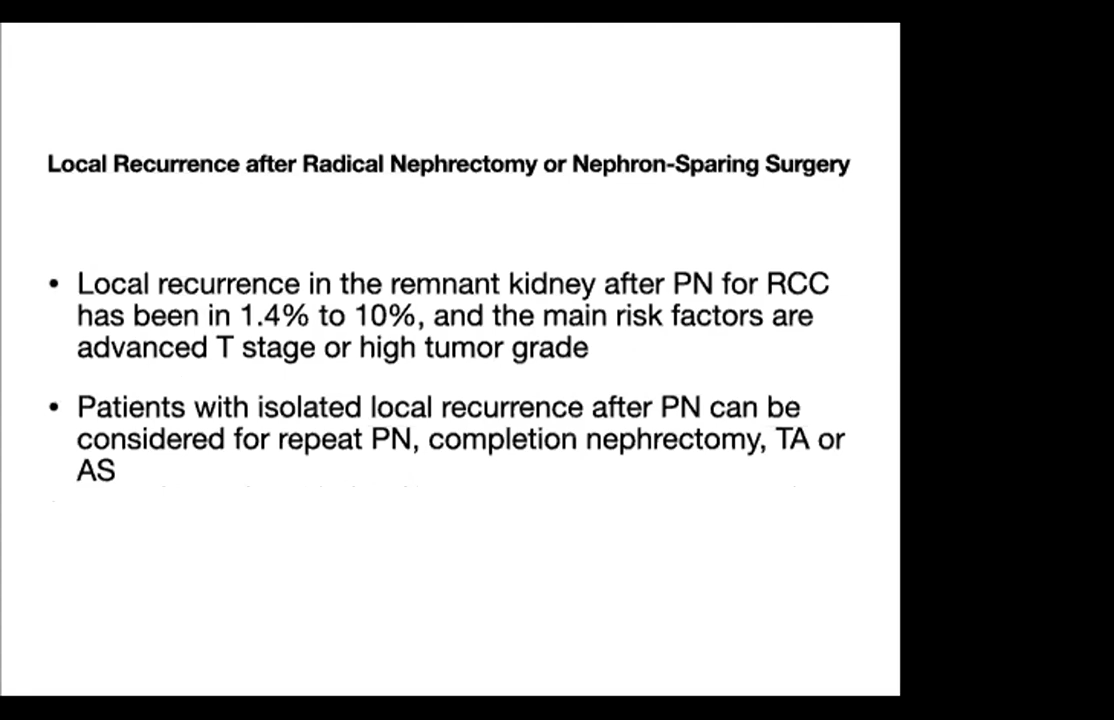 Local Recurrence after Radical Nephrectomy or Nephron-Sparing Surgery
• Local recurrence in the remnant kidney after PN for RCC
has been in 1.4% to 10%, and the main risk factors are
advanced T stage or high tumor grade
• Patients with isolated local recurrence after PN can be
considered for repeat PN, completion nephrectomy, TA or
AS